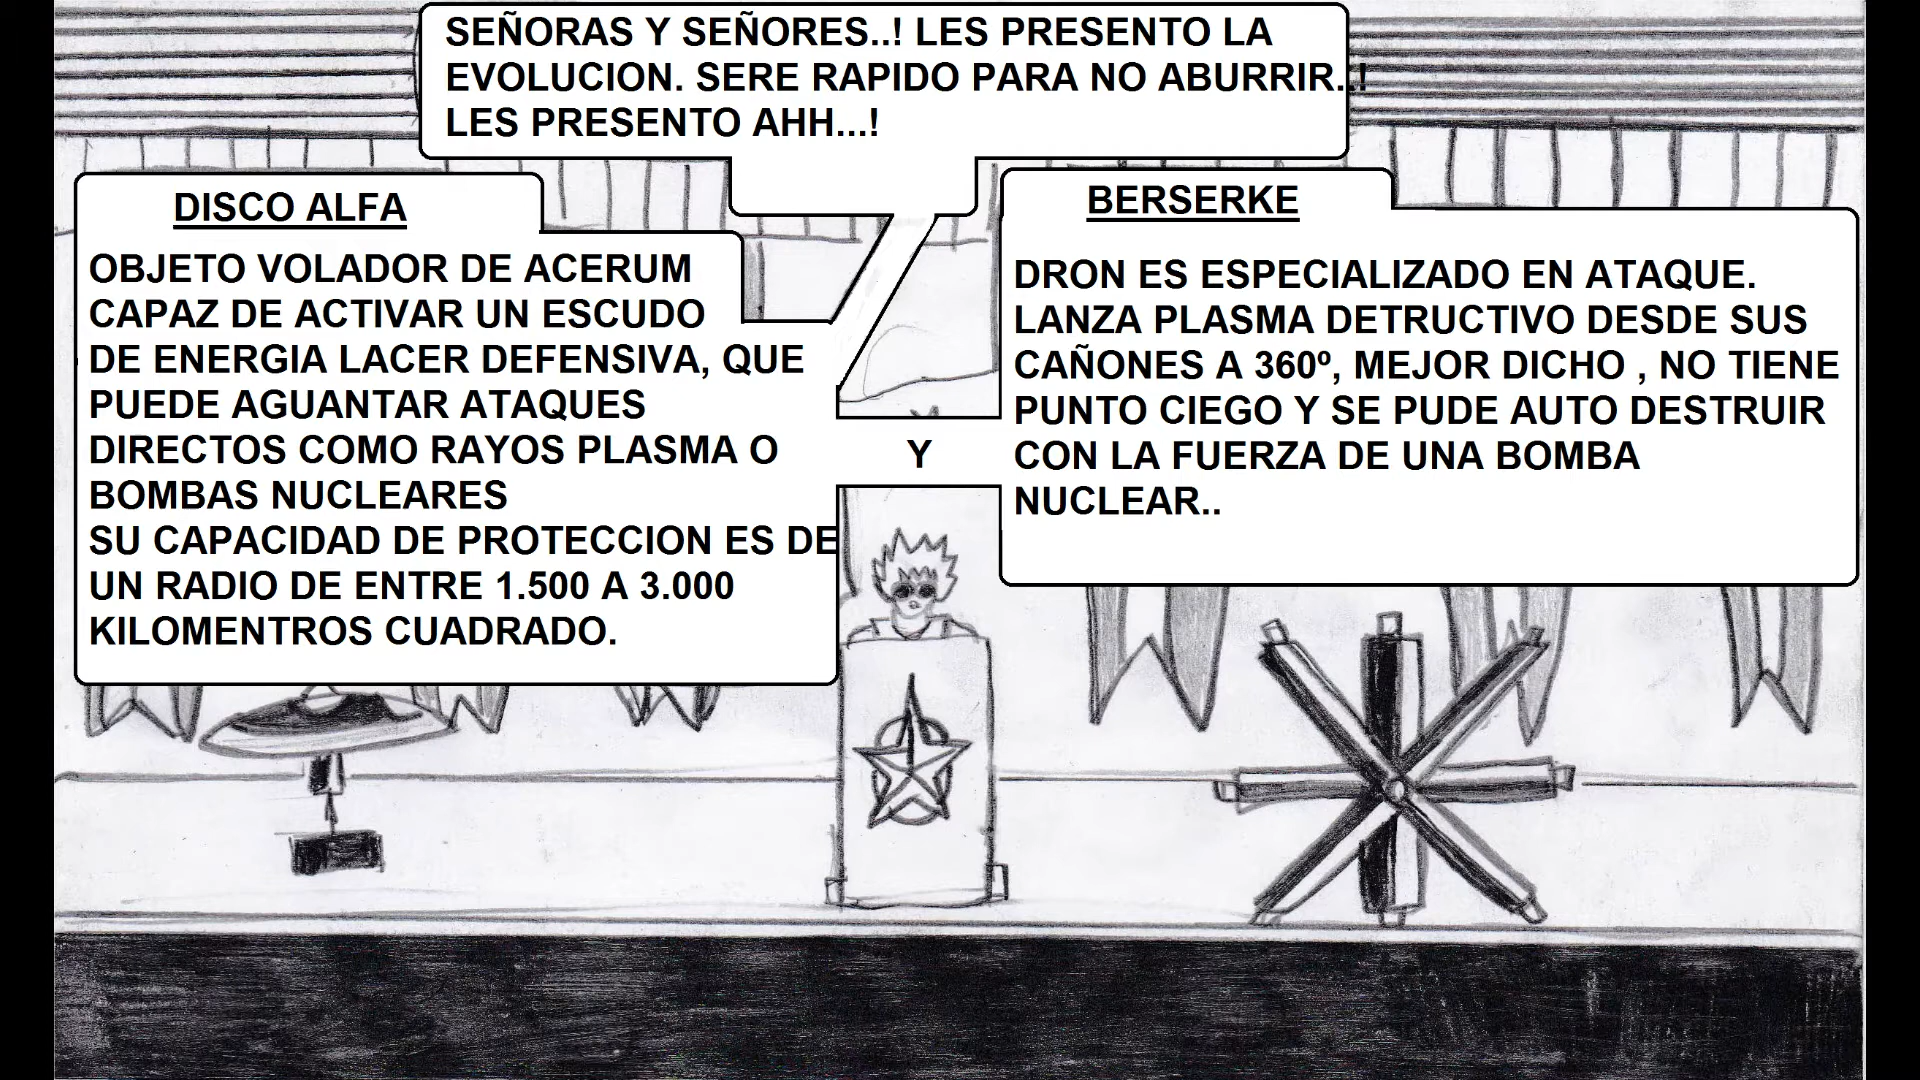 SEÑORAS Y SEÑORES..! LES PRESENTO LA
EVOLUCION. SERE RAPIDO PARA NO ABURRIR..!
LES PRESENTO AHH...!
DISCO ALFA
OBJETO VOLADOR DE ACERUM
CAPAZ DE ACTIVAR UN ESCUDO
DE ENERGIA LACER DEFENSIVA, QUE
PUEDE AGUANTAR ATAQUES
DIRECTOS COMO RAYOS PLASMA O
BOMBAS NUCLEARES
SU CAPACIDAD DE PROTECCION ES DE
UN RADIO DE ENTRE 1.500 A 3.000
KILOMENTROS CUADRADO.
Y
BERSERKE
DRON ES ESPECIALIZADO EN ATAQUE.
LANZA PLASMA DETRUCTIVO DESDE SUS
CAÑONES A 360º, MEJOR DICHO , NO TIENE
PUNTO CIEGO Y SE PUDE AUTO DESTRUIR
CON LA FUERZA DE UNA BOMBA
NUCLEAR..